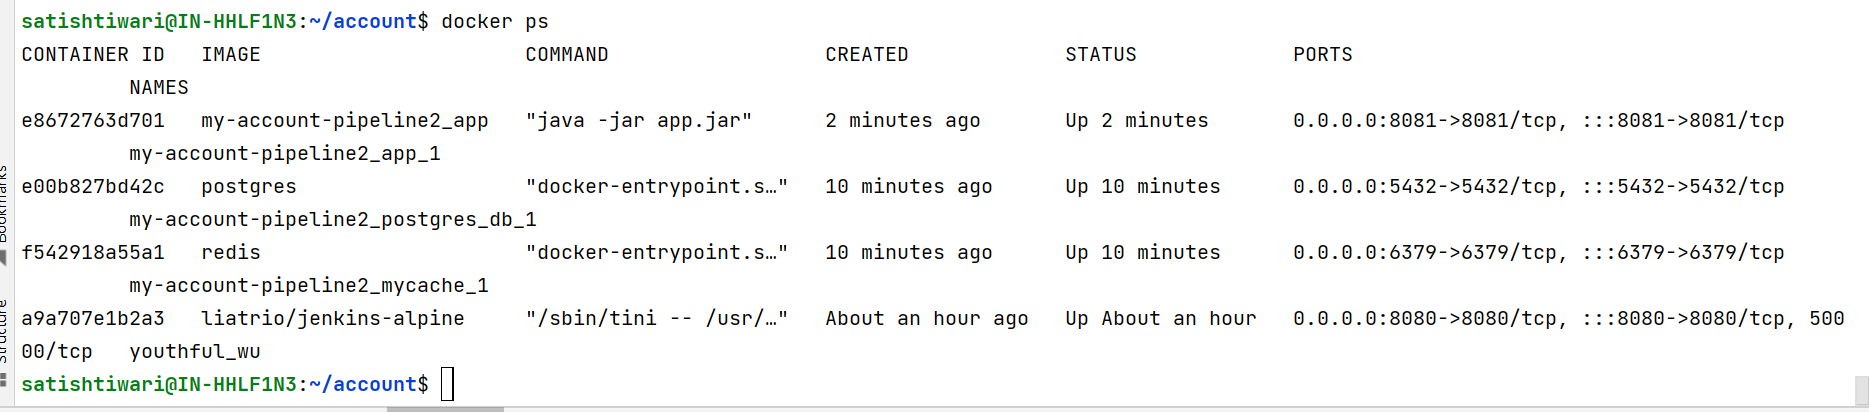 satishtiwari@IN-HHLF1N3:~/account$ docker ps
CONTAINER ID   IMAGE                      COMMAND                  CREATED             STATUS             PORTS
         NAMES
e8672763d701   my-account-pipeline2_app   "java -jar app.jar"      2 minutes ago       Up 2 minutes       0.0.0.0:8081->8081/tcp, :::8081->8081/tcp
         my-account-pipeline2_app_1
e00b827bd42c   postgres                   "docker-entrypoint.s…"   10 minutes ago      Up 10 minutes      0.0.0.0:5432->5432/tcp, :::5432->5432/tcp
         my-account-pipeline2_postgres_db_1
f542918a55a1   redis                      "docker-entrypoint.s…"   10 minutes ago      Up 10 minutes      0.0.0.0:6379->6379/tcp, :::6379->6379/tcp
         my-account-pipeline2_mycache_1
a9a707e1b2a3   liatrio/jenkins-alpine     "/sbin/tini -- /usr/…"   About an hour ago   Up About an hour   0.0.0.0:8080->8080/tcp, :::8080->8080/tcp, 500
00/tcp   youthful_wu
satishtiwari@IN-HHLF1N3:~/account$
Bookmarks
Structure